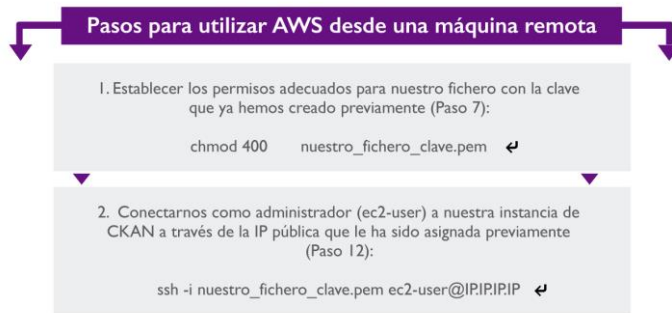 Pasos para utilizar AWS desde una máquina remota
1. Establecer los permisos adecuados para nuestro fichero con la clave
que ya hemos creado previamente (Paso 7):
chmod 400 nuestro_fichero_clave.pem ↵
2. Conectarnos como administrador (ec2-user) a nuestra instancia de
CKAN a través de la IP pública que le ha sido asignada previamente
(Paso 12):
ssh -i nuestro_fichero_clave.pem ec2-user@IP.IP.IP.IP ↵